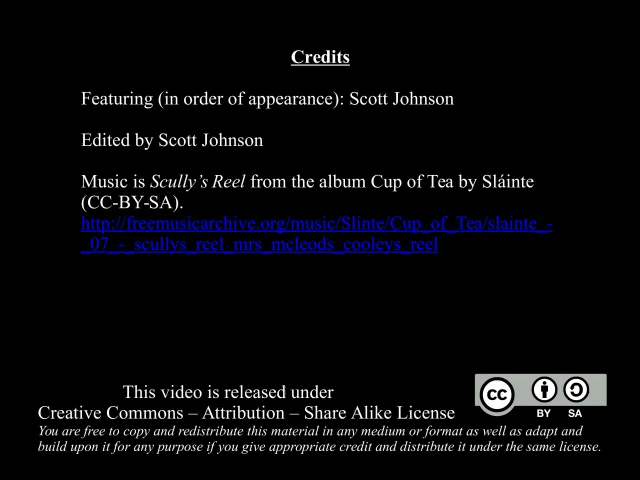 Credits
Featuring (in order of appearance): Scott Johnson
Edited by Scott Johnson
Music is Scully’s Reel from the album Cup of Tea by Sláinte
(CC-BY-SA).
http://freemusicarchive.org/music/Slinte/Cup_of_Tea/slainte_-
_07_-_scullys_reel_mrs_mcleods_cooleys_reel
This video is released under
Creative Commons – Attribution – Share Alike License
cc
BY SA
You are free to copy and redistribute this material in any medium or format as well as adapt and
build upon it for any purpose if you give appropriate credit and distribute it under the same license.